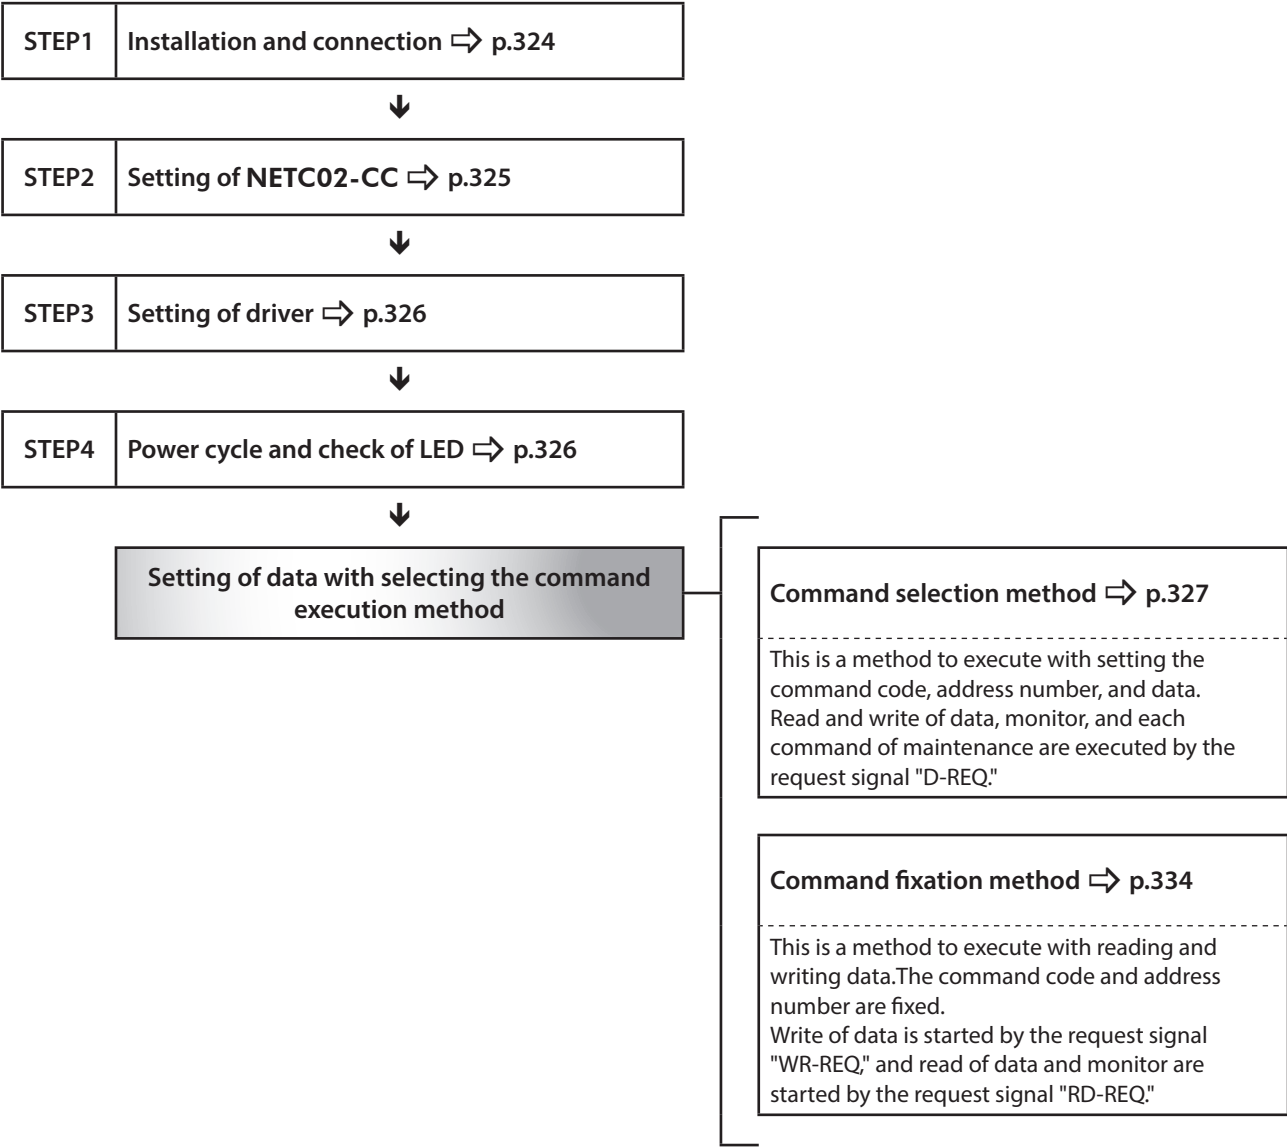 STEP1 Installation and connection ⇨ p.324
STEP2 Setting of NETC02-CC ⇨ p.325
STEP3 Setting of driver ⇨ p.326
STEP4 Power cycle and check of LED ⇨ p.326
Setting of data with selecting the command
execution method
Command selection method ⇨ p.327
This is a method to execute with setting the
command code, address number, and data.
Read and write of data, monitor, and each
command of maintenance are executed by the
request signal "D-REQ."
Command fixation method ⇨ p.334
This is a method to execute with reading and
writing data.The command code and address
number are fixed.
Write of data is started by the request signal
"WR-REQ," and read of data and monitor are
started by the request signal "RD-REQ."